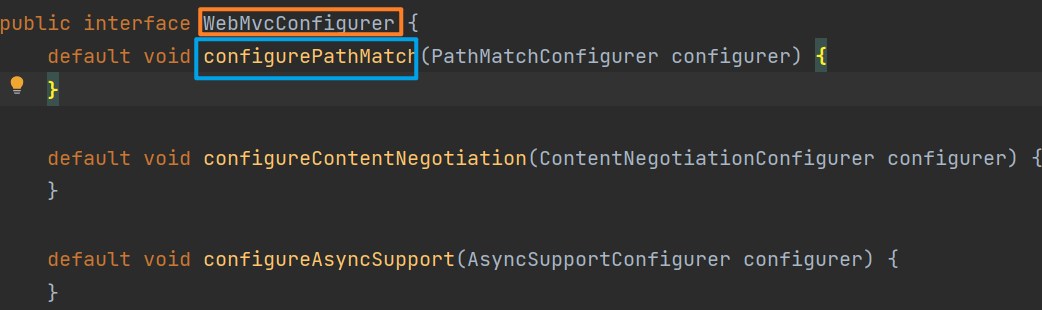 public interface WebMvcConfigurer {
default void configurePathMatch(PathMatchConfigurer configurer) {
}
default void configureContentNegotiation(ContentNegotiationConfigurer configurer) {
}
default void configureAsyncSupport(AsyncSupportConfigurer configurer) {
}